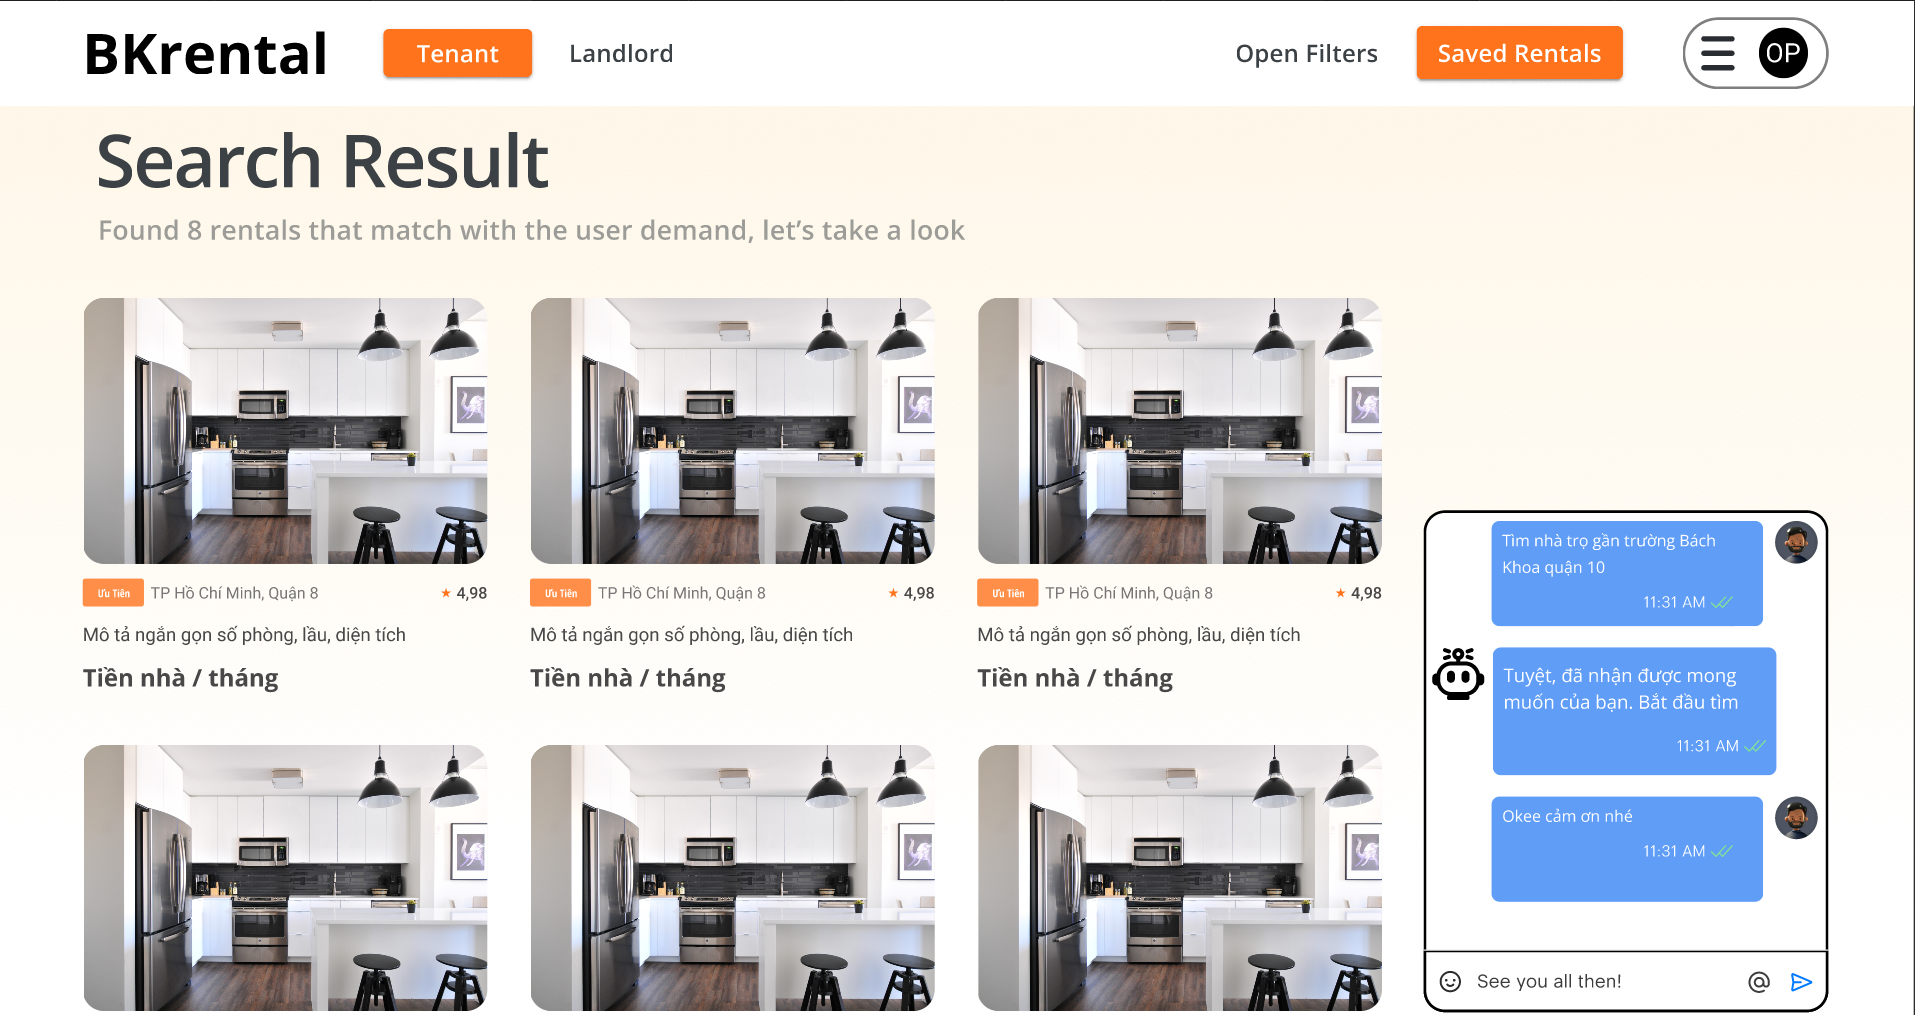 BKrental
Tenant
Landlord
Open Filters
Saved Rentals
OP
Search Result
Found 8 rentals that match with the user demand, let’s take a look
Ưu Tiên TP Hồ Chí Minh, Quận 8 ★ 4,98
Mô tả ngắn gọn số phòng, lầu, diện tích
Tiền nhà / tháng
Ưu Tiên TP Hồ Chí Minh, Quận 8 ★ 4,98
Mô tả ngắn gọn số phòng, lầu, diện tích
Tiền nhà / tháng
Ưu Tiên TP Hồ Chí Minh, Quận 8 ★ 4,98
Mô tả ngắn gọn số phòng, lầu, diện tích
Tiền nhà / tháng
Tìm nhà trọ gần trường Bách
Khoa quận 10
11:31 AM
Tuyệt, đã nhận được mong
muốn của bạn. Bắt đầu tìm
11:31 AM
Okee cảm ơn nhé
11:31 AM
See you all then!